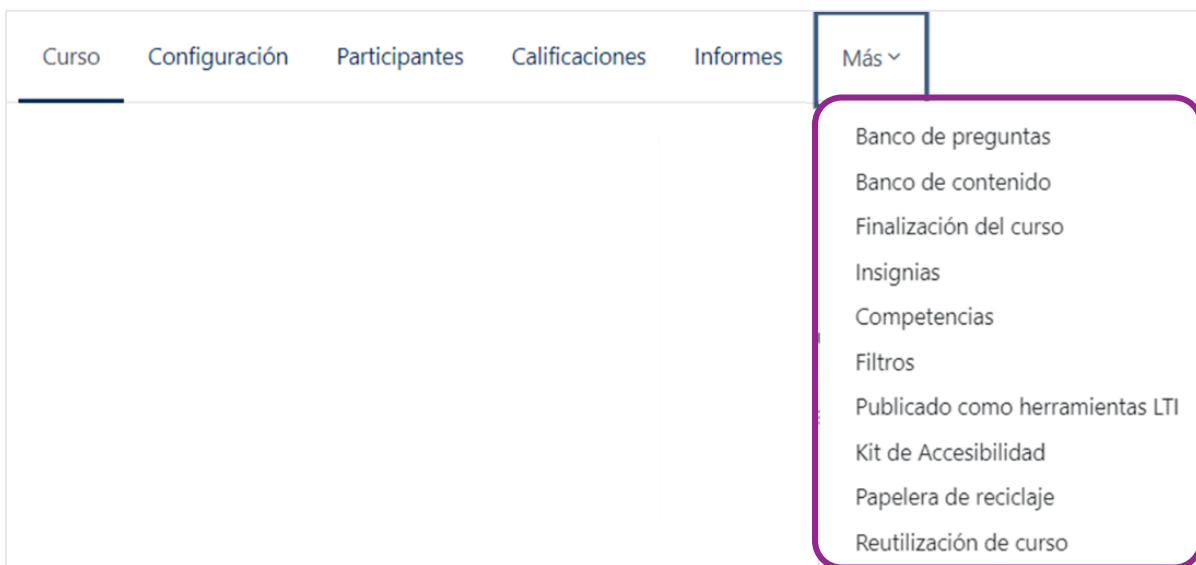 Curso Configuración Participantes Calificaciones Informes Más
Banco de preguntas
Banco de contenido
Finalización del curso
Insignias
Competencias
Filtros
Publicado como herramientas LTI
Kit de Accesibilidad
Papelera de reciclaje
Reutilización de curso